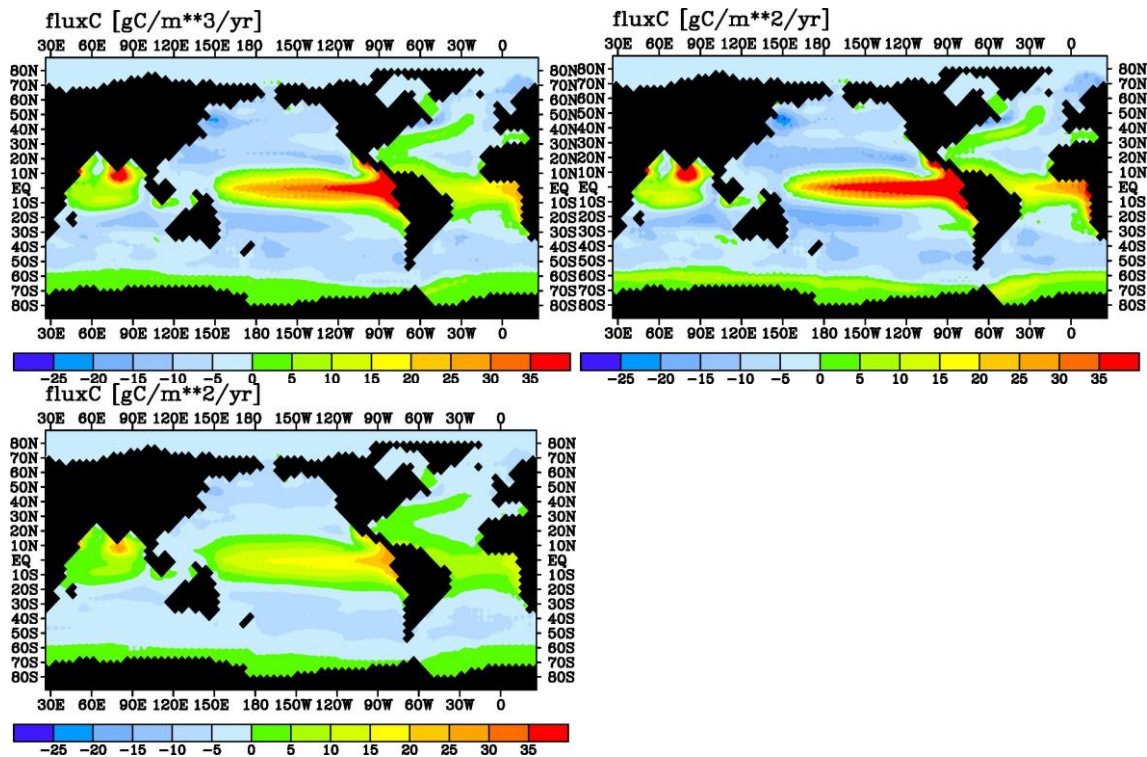 fluxC [gC/m**3/yr]
30E 60E 90E 120E 150E 180 150W 120W 90W 60W 30W 0
80N 80N
70N 70N
60N 60N
50N 50N
40N 40N
30N 30N
20N 20N
10N 10N
EQ EQ
10S 10S
20S 20S
30S 30S
40S 40S
50S 50S
60S 60S
70S 70S
80S 80S
30E 60E 90E 120E 150E 180 150W 120W 90W 60W 30W 0
−25 −20 −15 −10 −5 0 5 10 15 20 25 30 35
fluxC [gC/m**2/yr]
30E 60E 90E 120E 150E 180 150W 120W 90W 60W 30W 0
80N 80N
70N 70N
60N 60N
50N 50N
40N 40N
30N 30N
20N 20N
10N 10N
EQ EQ
10S 10S
20S 20S
30S 30S
40S 40S
50S 50S
60S 60S
70S 70S
80S 80S
30E 60E 90E 120E 150E 180 150W 120W 90W 60W 30W 0
−25 −20 −15 −10 −5 0 5 10 15 20 25 30 35
fluxC [gC/m**2/yr]
30E 60E 90E 120E 150E 180 150W 120W 90W 60W 30W 0
80N 80N
70N 70N
60N 60N
50N 50N
40N 40N
30N 30N
20N 20N
10N 10N
EQ EQ
10S 10S
20S 20S
30S 30S
40S 40S
50S 50S
60S 60S
70S 70S
80S 80S
30E 60E 90E 120E 150E 180 150W 120W 90W 60W 30W 0
−25 −20 −15 −10 −5 0 5 10 15 20 25 30 35